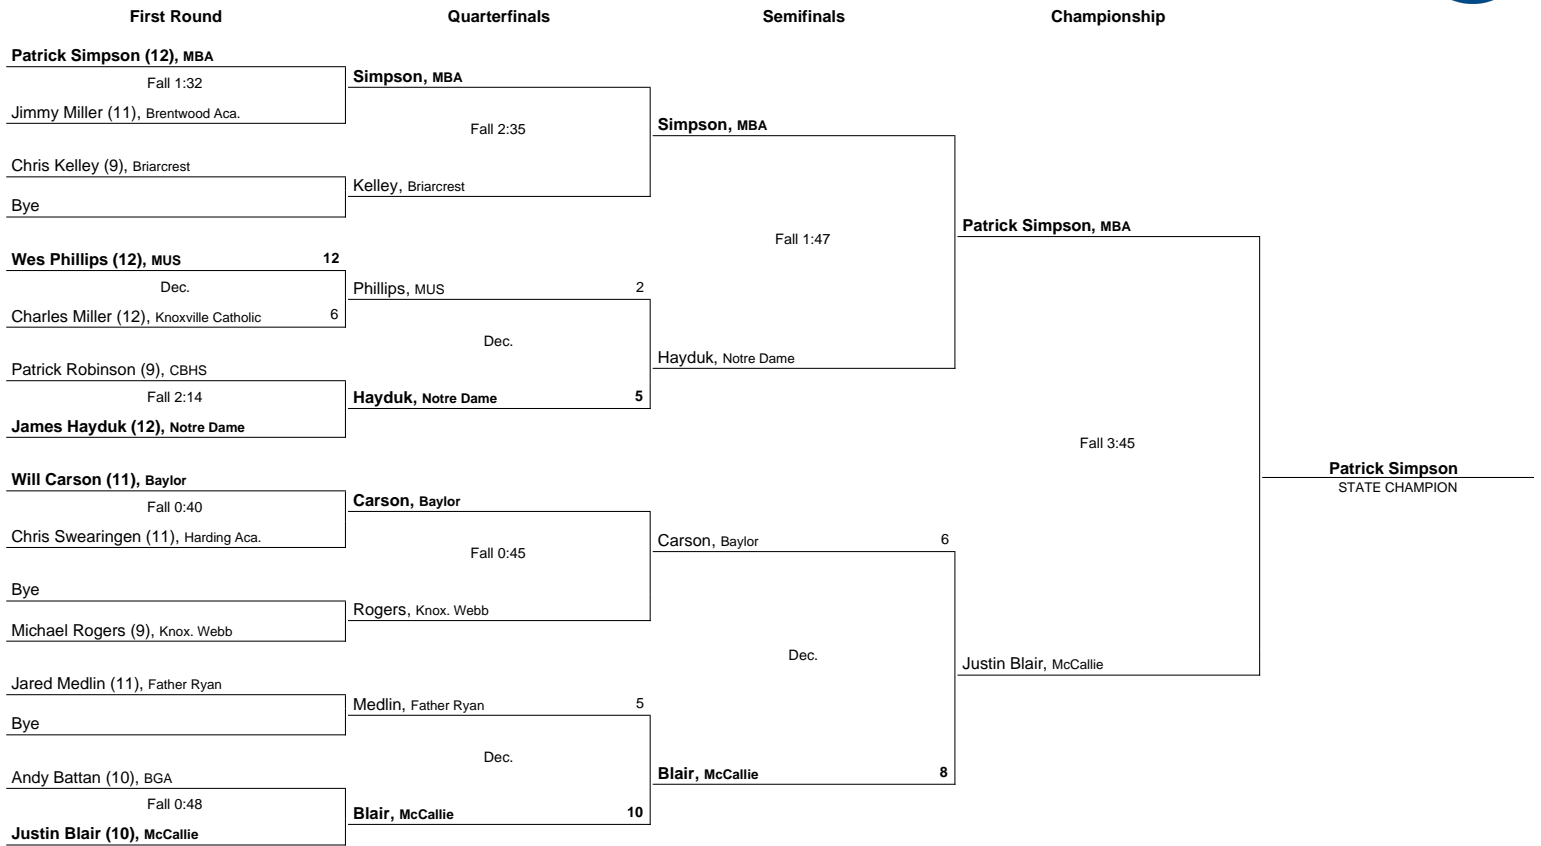 First Round Quarterfinals Semifinals Championship
Patrick Simpson (12), MBA
Fall 1:32
Jimmy Miller (11), Brentwood Aca.
Chris Kelley (9), Briarcrest
Bye
Wes Phillips (12), MUS 12
Dec.
Charles Miller (12), Knoxville Catholic 6
Patrick Robinson (9), CBHS
Fall 2:14
James Hayduk (12), Notre Dame
Will Carson (11), Baylor
Fall 0:40
Chris Swearingen (11), Harding Aca.
Bye
Michael Rogers (9), Knox. Webb
Jared Medlin (11), Father Ryan
Bye
Andy Battan (10), BGA
Fall 0:48
Justin Blair (10), McCallie
Simpson, MBA
Fall 2:35
Kelley, Briarcrest
Phillips, MUS 2
Dec.
Hayduk, Notre Dame 5
Carson, Baylor
Fall 0:45
Rogers, Knox. Webb
Medlin, Father Ryan 5
Dec.
Blair, McCallie 10
Simpson, MBA
Fall 1:47
Hayduk, Notre Dame
Carson, Baylor 6
Dec.
Blair, McCallie 8
Patrick Simpson, MBA
Fall 3:45
Justin Blair, McCallie
Patrick Simpson
STATE CHAMPION